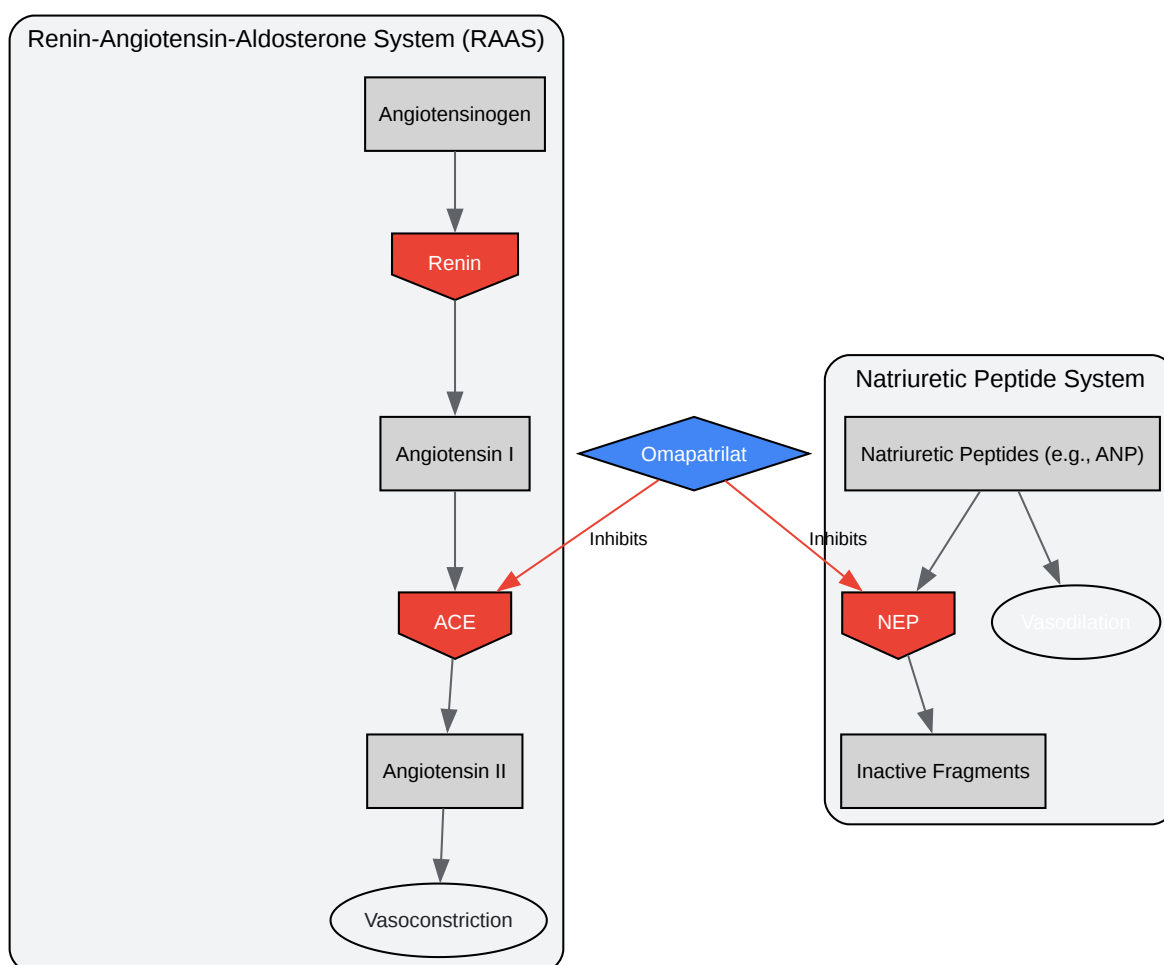 Renin-Angiotensin-Aldosterone System (RAAS)
Angiotensinogen
Renin
Angiotensin I
ACE
Angiotensin II
Vasoconstriction
Omapatrilat
Inhibits
Inhibits
Natriuretic Peptide System
Natriuretic Peptides (e.g., ANP)
NEP
Vasodilation
Inactive Fragments